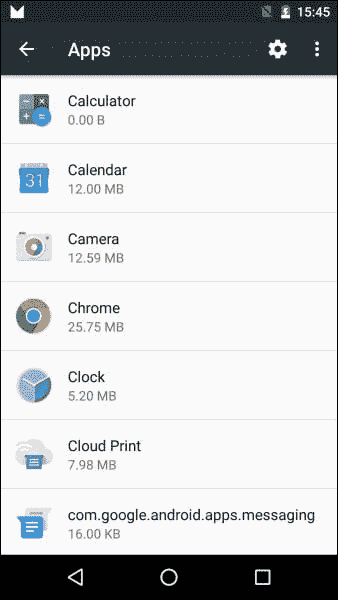 15:45
Apps
Calculator
0.00 B
31
Calendar
12.00 MB
Camera
12.59 MB
Chrome
25.75 MB
Clock
5.20 MB
Cloud Print
7.98 MB
com.google.android.apps.messaging
16.00 KB